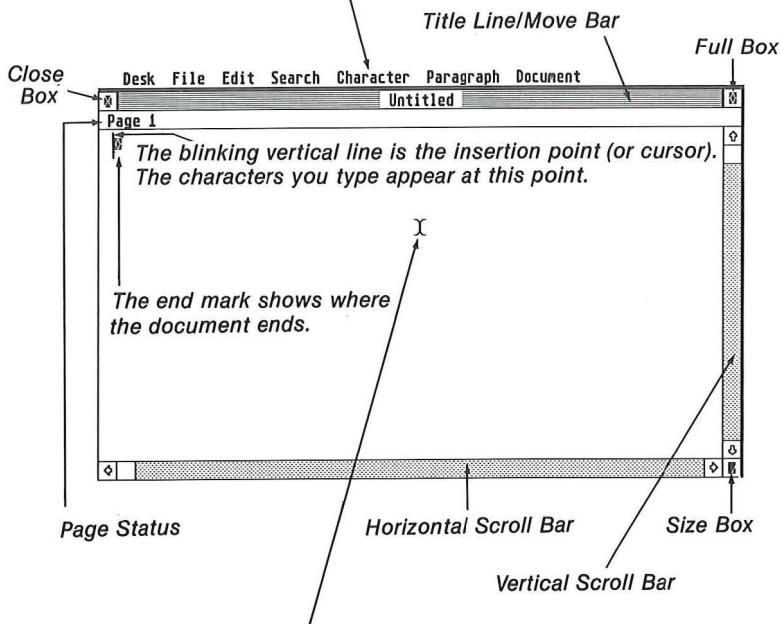 Title Line/Move Bar
Full Box
Close
Box
Desk File Edit Search Character Paragraph Document
Untitled
Page 1
The blinking vertical line is the insertion point (or cursor).
The characters you type appear at this point.
The end mark shows where
the document ends.
Page Status
Horizontal Scroll Bar
Size Box
Vertical Scroll Bar